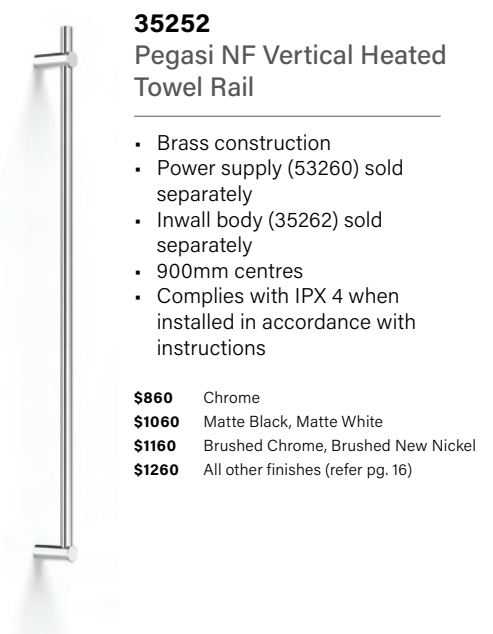 35252
Pegasi NF Vertical Heated
Towel Rail
▪ Brass construction
▪ Power supply (53260) sold
separately
▪ Inwall body (35262) sold
separately
▪ 900mm centres
▪ Complies with IPX 4 when
installed in accordance with
instructions
$860 Chrome
$1060 Matte Black, Matte White
$1160 Brushed Chrome, Brushed New Nickel
$1260 All other finishes (refer pg. 16)